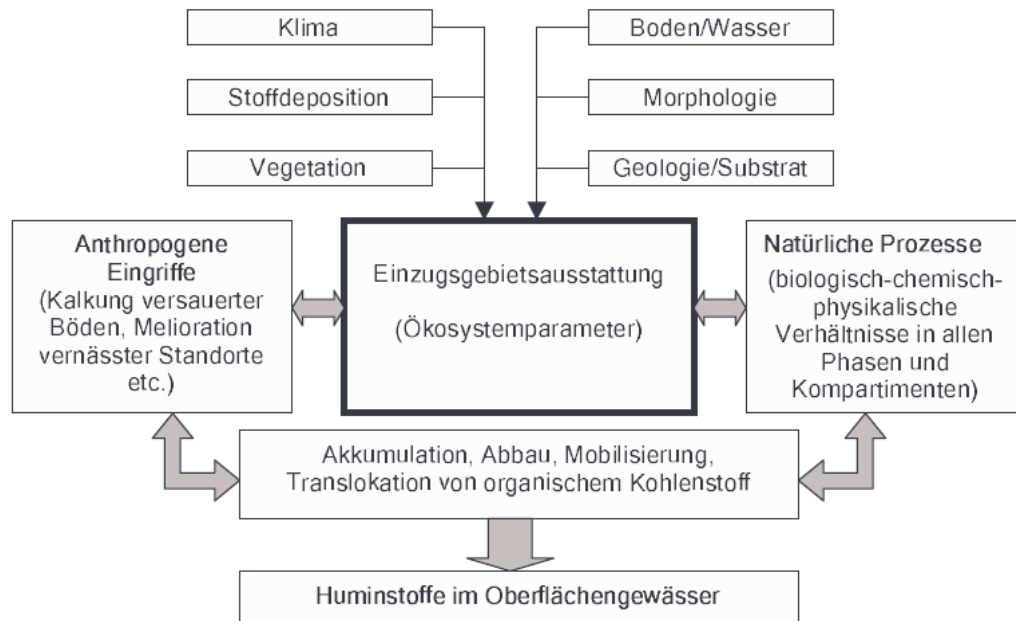 Klima
Boden/Wasser
Stoffdeposition
Morphologie
Vegetation
Geologie/Substrat
Anthropogene
Eingriffe
(Kalkung versauerter
Böden, Melioration
vernässter Standorte
etc.)
Einzugsgebietsausstattung
(Ökosystemparameter)
Natürliche Prozesse
(biologisch-chemisch-
physikalische
Verhältnisse in allen
Phasen und
Kompartimenten)
Akkumulation, Abbau, Mobilisierung,
Translokation von organischem Kohlenstoff
Huminstoffe im Oberflächengewässer